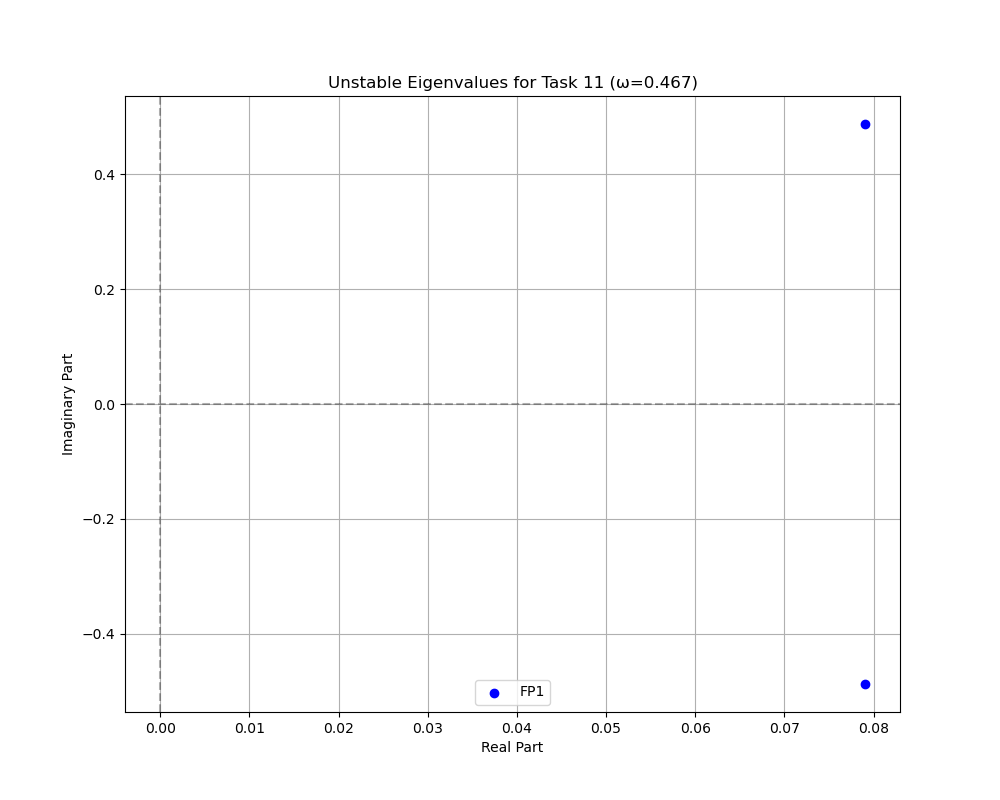 Unstable Eigenvalues for Task 11 (ω=0.467)
Imaginary Part
0.4
0.2
0.0
−0.2
−0.4
FP1
0.00 0.01 0.02 0.03 0.04 0.05 0.06 0.07 0.08
Real Part